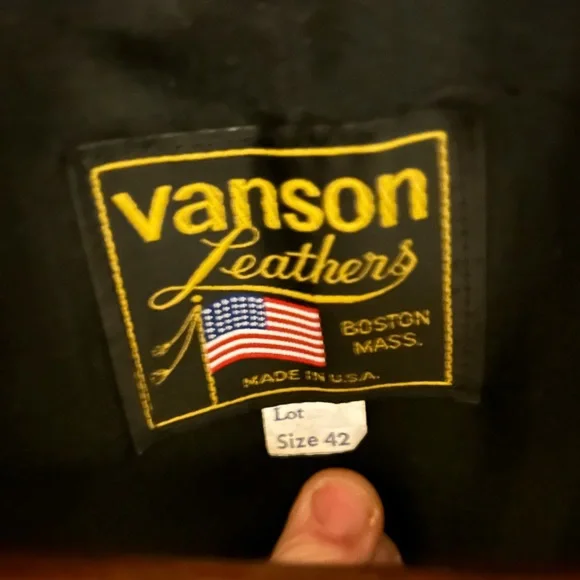 vanson
Leathers
BOSTON
MASS.
MADE IN U.S.A.
Lot
Size 42